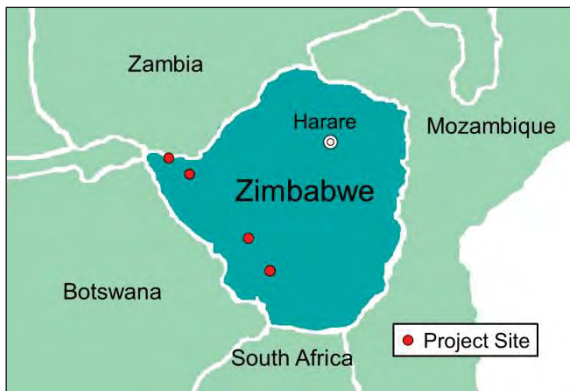 Zambia
Harare
Mozambique
Zimbabwe
Botswana
Project Site
South Africa